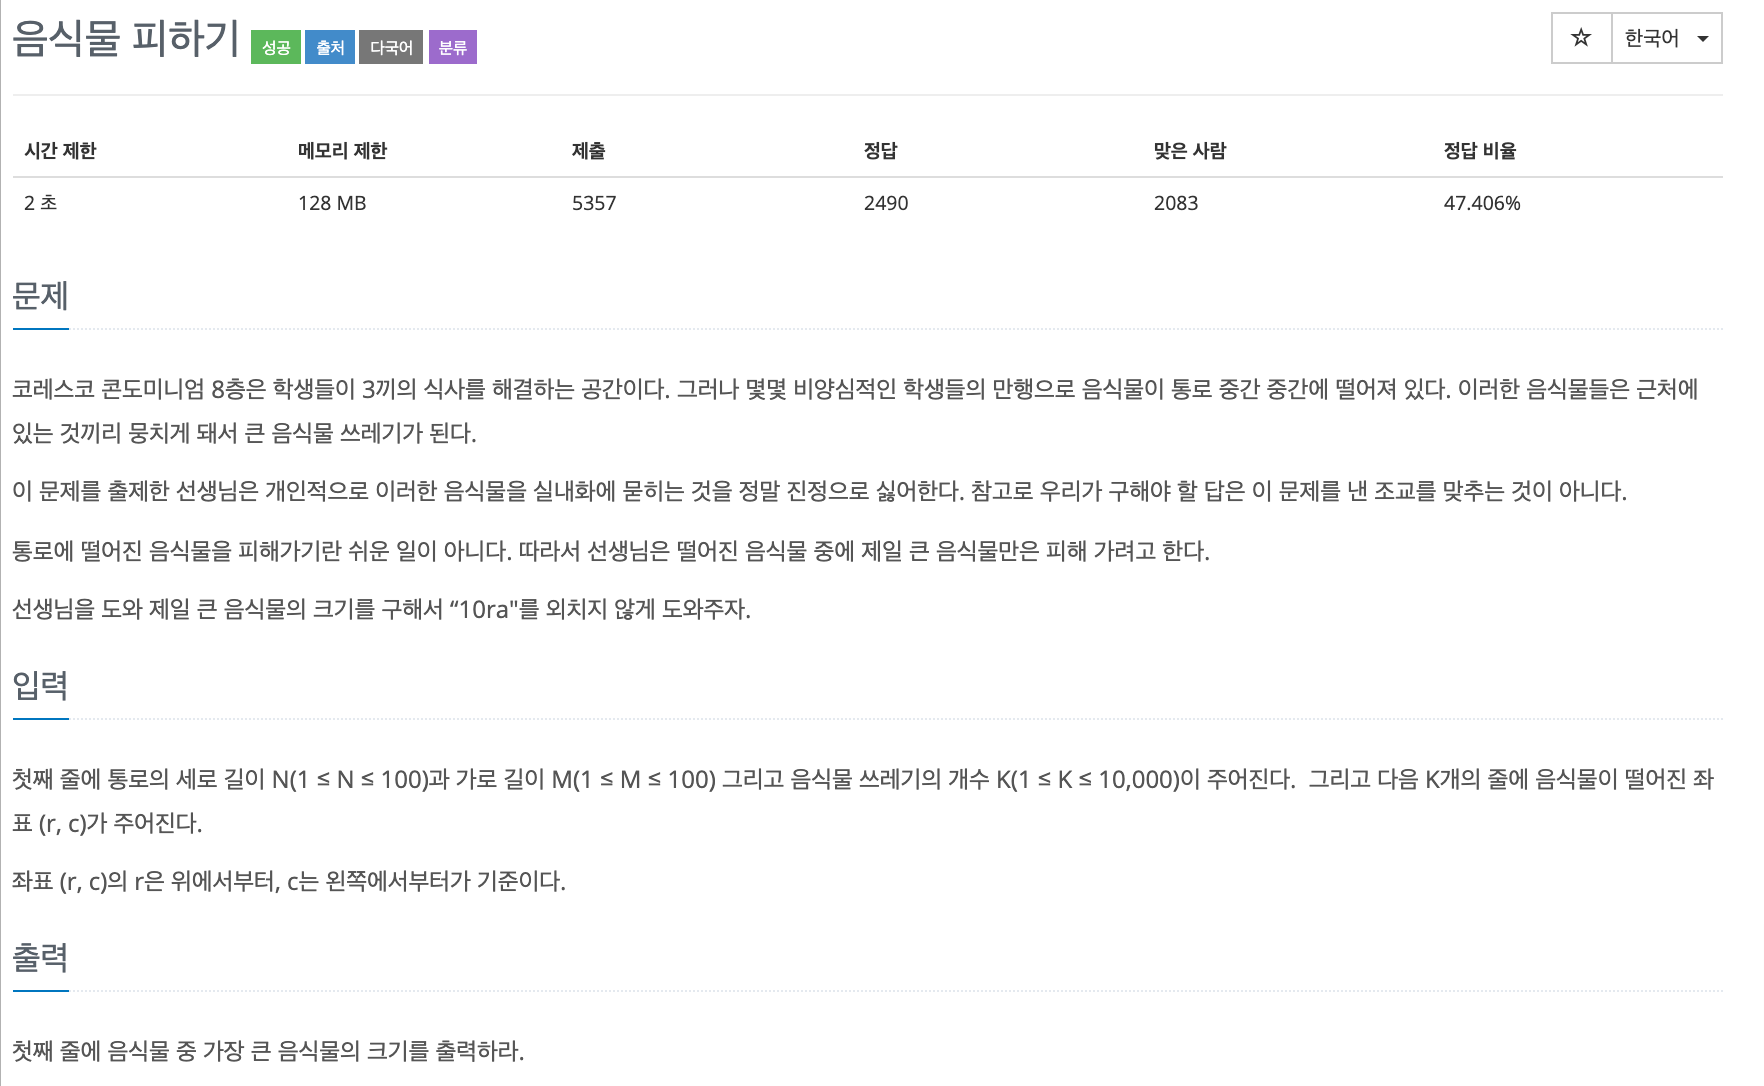 음식물 피하기 성공 출처 다국어 분류 ☆ 한국어
시간 제한 메모리 제한 제출 정답 맞은 사람 정답 비율
2 초 128 MB 5357 2490 2083 47.406%
문제
코레스코 콘도미니엄 8층은 학생들이 3끼의 식사를 해결하는 공간이다. 그러나 몇몇 비양심적인 학생들의 만행으로 음식물이 통로 중간 중간에 떨어져 있다. 이러한 음식물들은 근처에
있는 것끼리 뭉치게 돼서 큰 음식물 쓰레기가 된다.
이 문제를 출제한 선생님은 개인적으로 이러한 음식물을 실내화에 묻히는 것을 정말 진정으로 싫어한다. 참고로 우리가 구해야 할 답은 이 문제를 낸 조교를 맞추는 것이 아니다.
통로에 떨어진 음식물을 피해가기란 쉬운 일이 아니다. 따라서 선생님은 떨어진 음식물 중에 제일 큰 음식물만은 피해 가려고 한다.
선생님을 도와 제일 큰 음식물의 크기를 구해서 “10ra"를 외치지 않게 도와주자.
입력
첫째 줄에 통로의 세로 길이 N(1 ≤ N ≤ 100)과 가로 길이 M(1 ≤ M ≤ 100) 그리고 음식물 쓰레기의 개수 K(1 ≤ K ≤ 10,000)이 주어진다.  그리고 다음 K개의 줄에 음식물이 떨어진 좌
표 (r, c)가 주어진다.
좌표 (r, c)의 r은 위에서부터, c는 왼쪽에서부터가 기준이다.
출력
첫째 줄에 음식물 중 가장 큰 음식물의 크기를 출력하라.